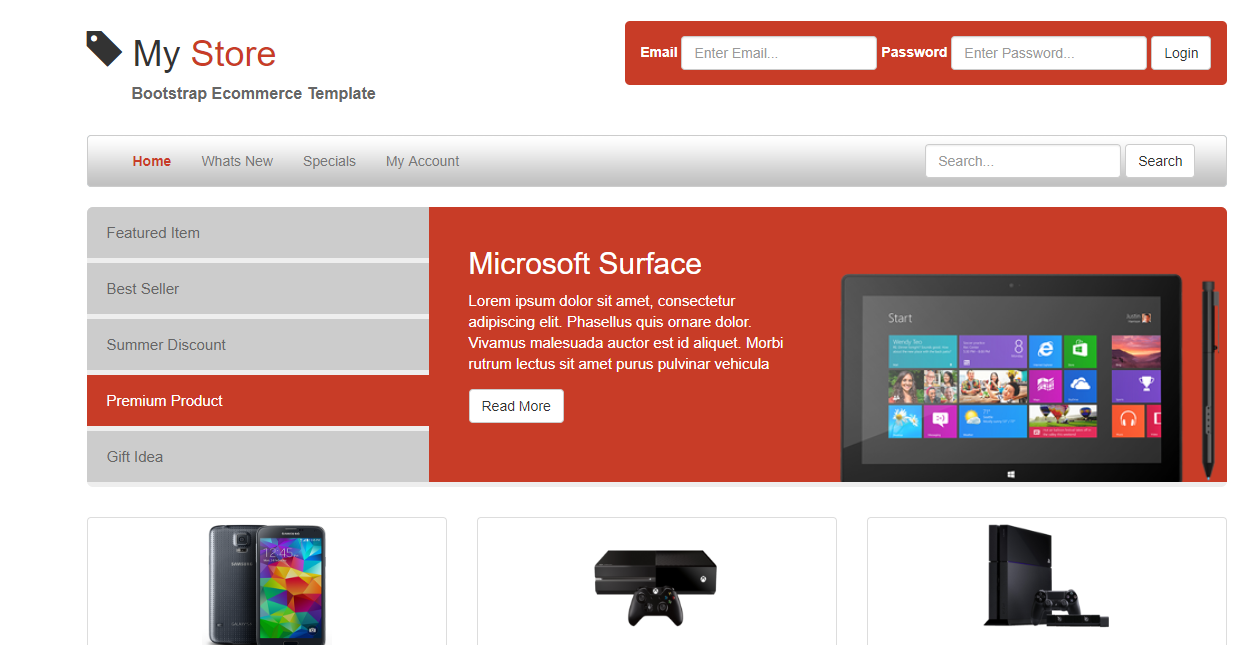 My Store
Bootstrap Ecommerce Template
Email Enter Email... Password Enter Password... Login
Home Whats New Specials My Account Search... Search
Featured Item
Best Seller
Summer Discount
Premium Product
Gift Idea
Microsoft Surface
Lorem ipsum dolor sit amet, consectetur
adipiscing elit. Phasellus quis ornare dolor.
Vivamus malesuada auctor est id aliquet. Morbi
rutrum lectus sit amet purus pulvinar vehicula
Read More
Start
8
SAMSUNG
12:45